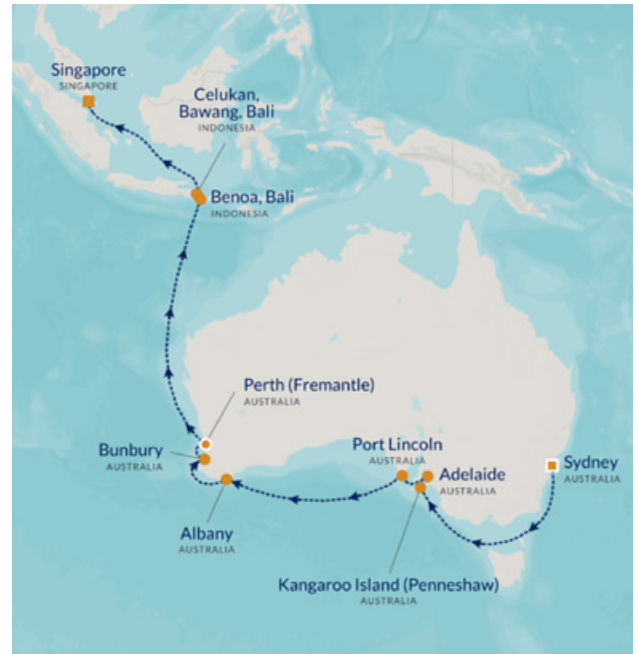 Singapore
SINGAPORE
Celukan,
Bawang, Bali
INDONESIA
Benoa, Bali
INDONESIA
Perth (Fremantle)
AUSTRALIA
Bunbury
AUSTRALIA
Port Lincoln
AUSTRALIA
Adelaide
AUSTRALIA
Sydney
AUSTRALIA
Albany
AUSTRALIA
Kangaroo Island (Penneshaw)
AUSTRALIA